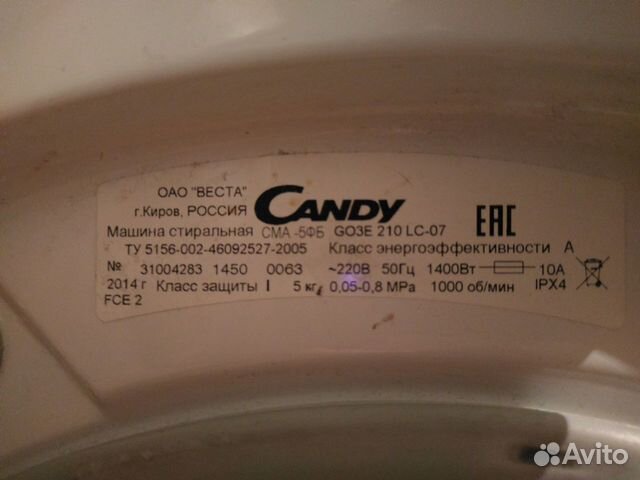 ОАО "ВЕСТА"
г.Киров, РОССИЯ
CANDY
EAC
Машина стиральная СМА -5ФБ GO3E 210 LC-07
ТУ 5156-002-46092527-2005 Класс энергоэффективности А
№ 31004283 1450 0063 ~220В 50Гц 1400Вт 10А
2014 г Класс защиты I 5 кг 0,05-0,8 MPa 1000 об/мин IPX4
FCE 2
Avito